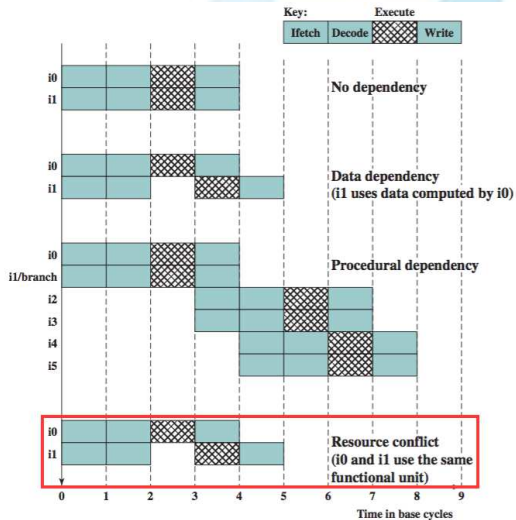 Key: Execute
Ifetch Decode Write
i0
i1
No dependency
i0
i1
Data dependency
(i1 uses data computed by i0)
i0
i1/branch
Procedural dependency
i2
i3
i4
i5
i0
i1
Resource conflict
(i0 and i1 use the same
functional unit)
0 1 2 3 4 5 6 7 8 9
Time in base cycles